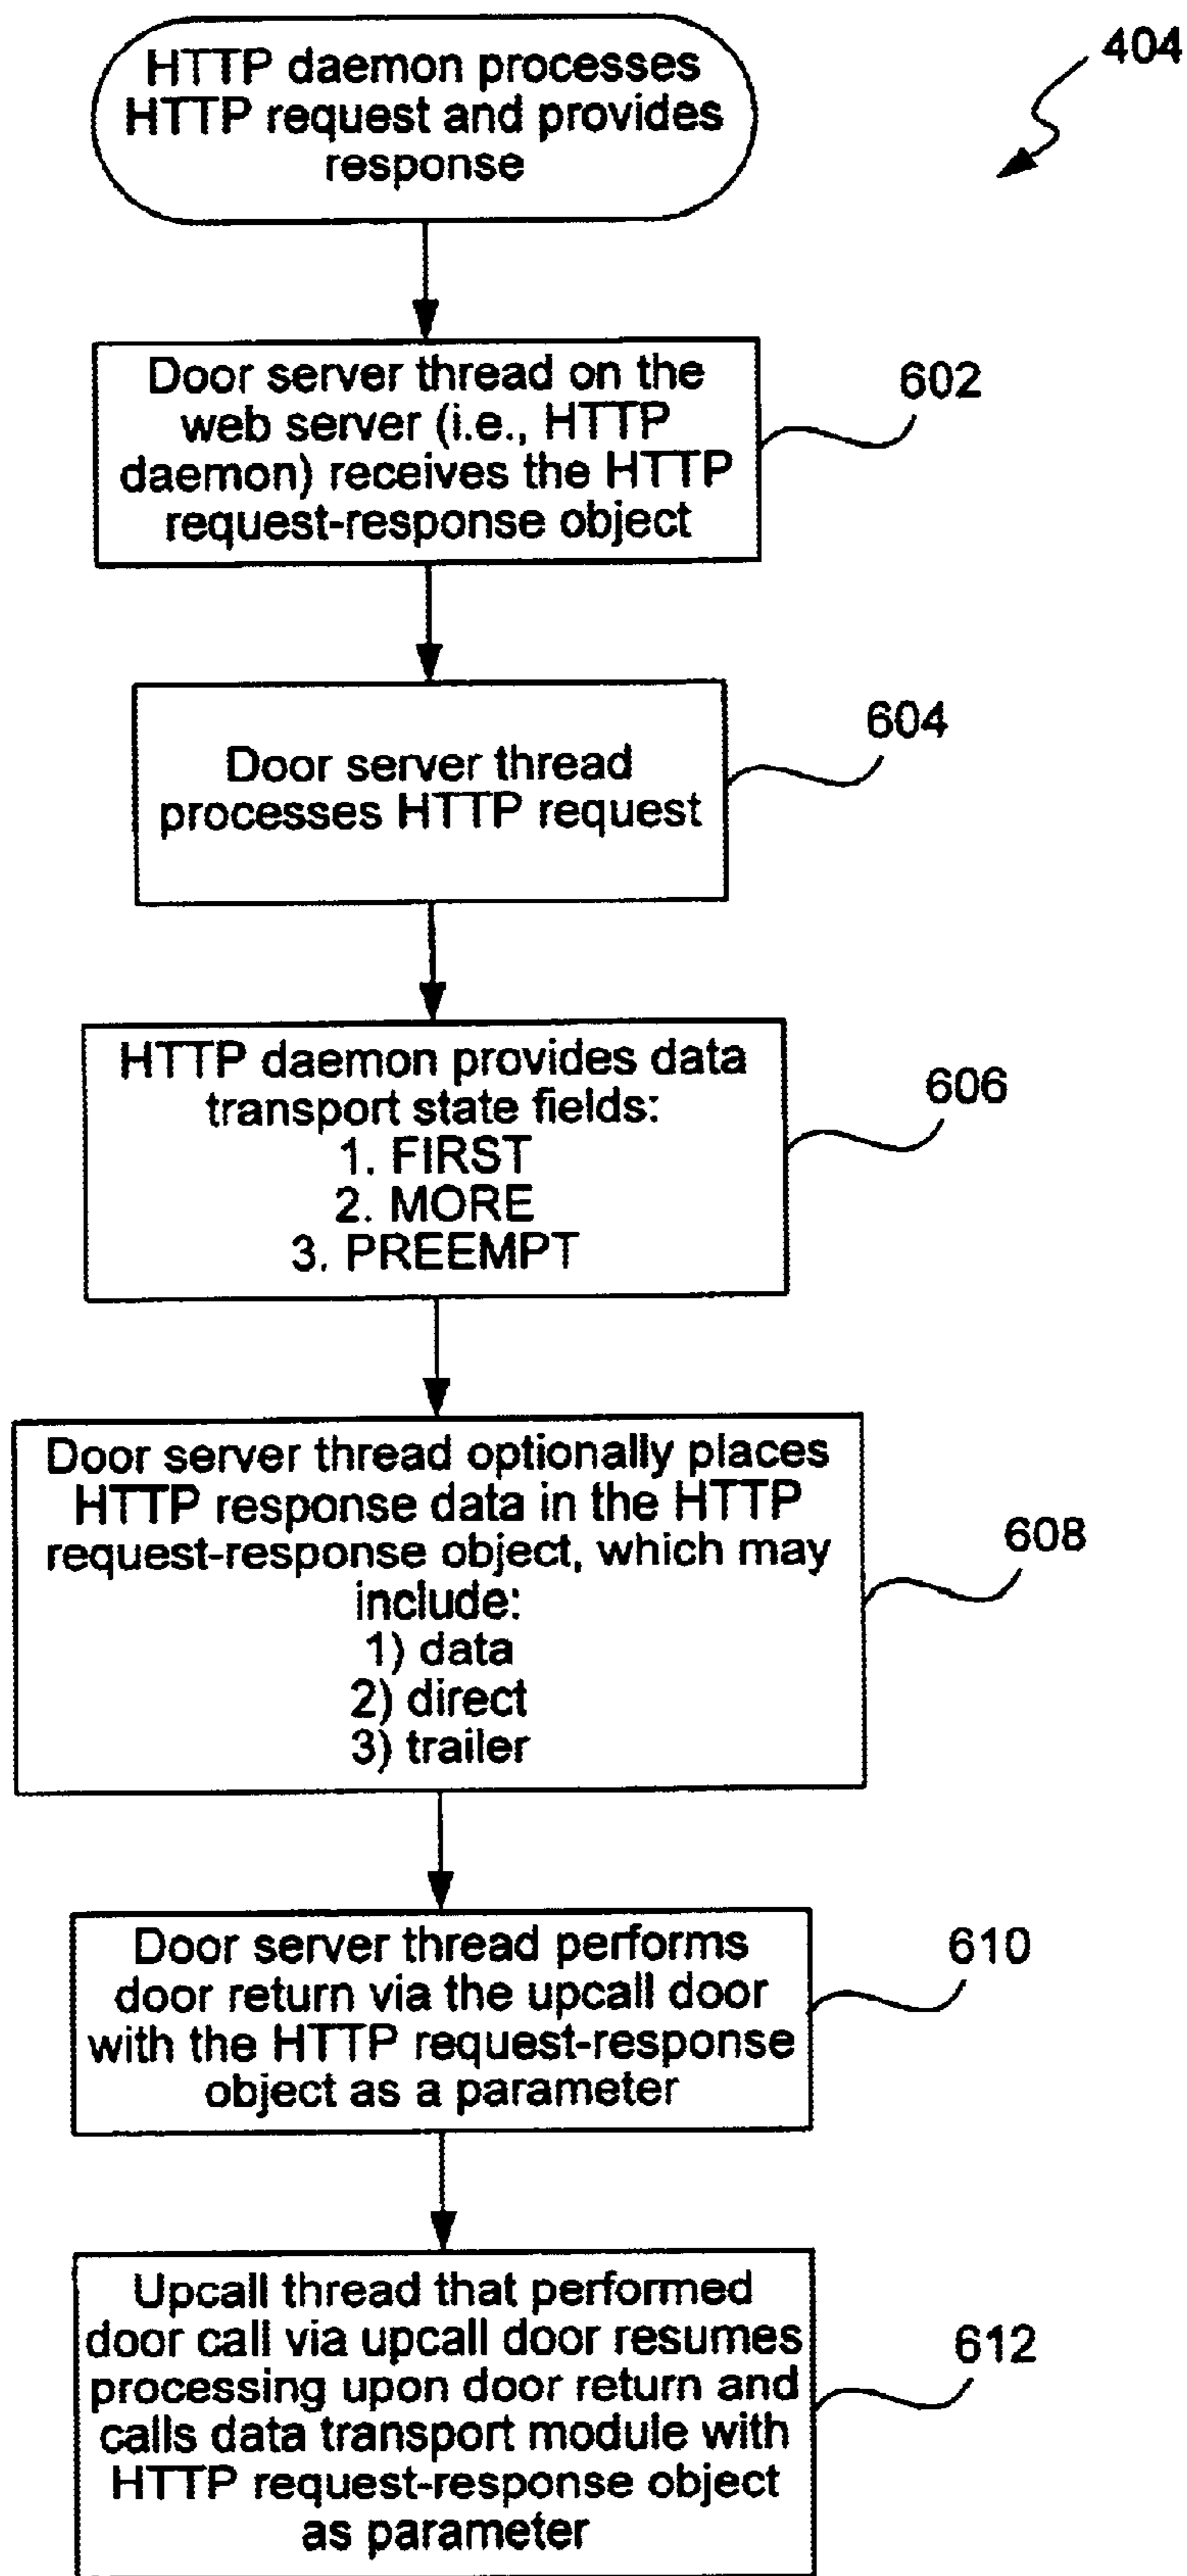 HTTP daemon processes
HTTP request and provides
response
404
Door server thread on the
web server (i.e., HTTP
daemon) receives the HTTP
request-response object
602
Door server thread
processes HTTP request
604
HTTP daemon provides data
transport state fields:
1. FIRST
2. MORE
3. PREEMPT
606
Door server thread optionally places
HTTP response data in the HTTP
request-response object, which may
include:
1) data
2) direct
3) trailer
608
Door server thread performs
door return via the upcall door
with the HTTP request-response
object as a parameter
610
Upcall thread that performed
door call via upcall door resumes
processing upon door return and
calls data transport module with
HTTP request-response object
as parameter
612